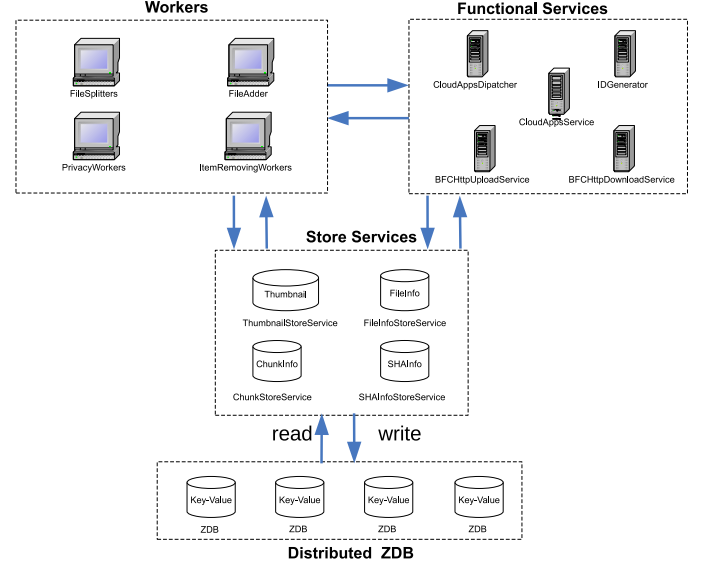 Workers
Functional Services
FileSplitters
FileAdder
PrivacyWorkers
ItemRemovingWorkers
CloudAppsDipatcher
IDGenerator
CloudAppsService
BFCHttpUploadService
BFCHttpDownloadService
Store Services
Thumbnail
ThumbnailStoreService
FileInfo
FileInfoStoreService
ChunkInfo
ChunkStoreService
SHAInfo
SHAInfoStoreService
read
write
Key-Value
Key-Value
Key-Value
Key-Value
ZDB
ZDB
ZDB
ZDB
Distributed ZDB